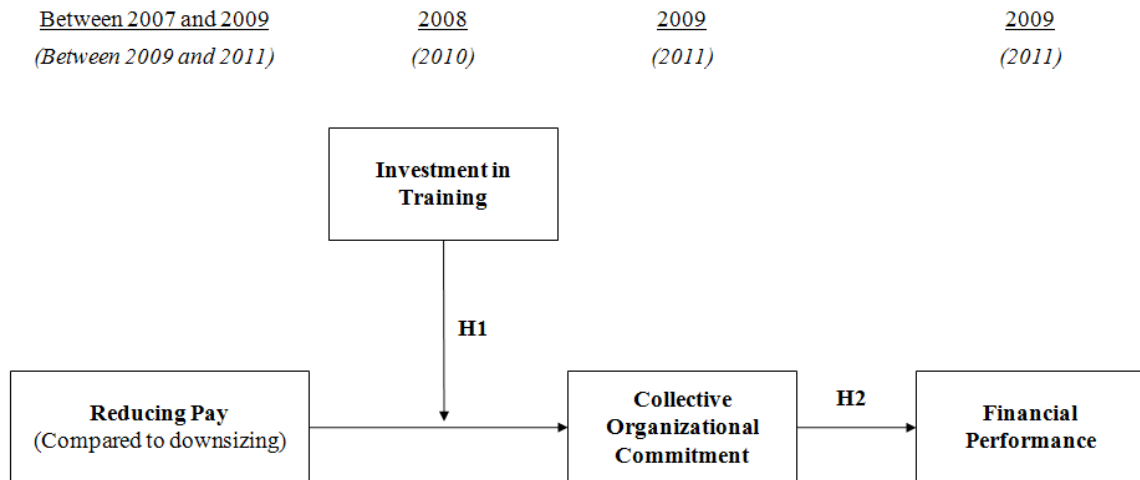 Between 2007 and 2009 2008 2009 2009
(Between 2009 and 2011) (2010) (2011) (2011)
Investment in
Training
H1
Reducing Pay
(Compared to downsizing)
Collective
Organizational
Commitment
H2
Financial
Performance